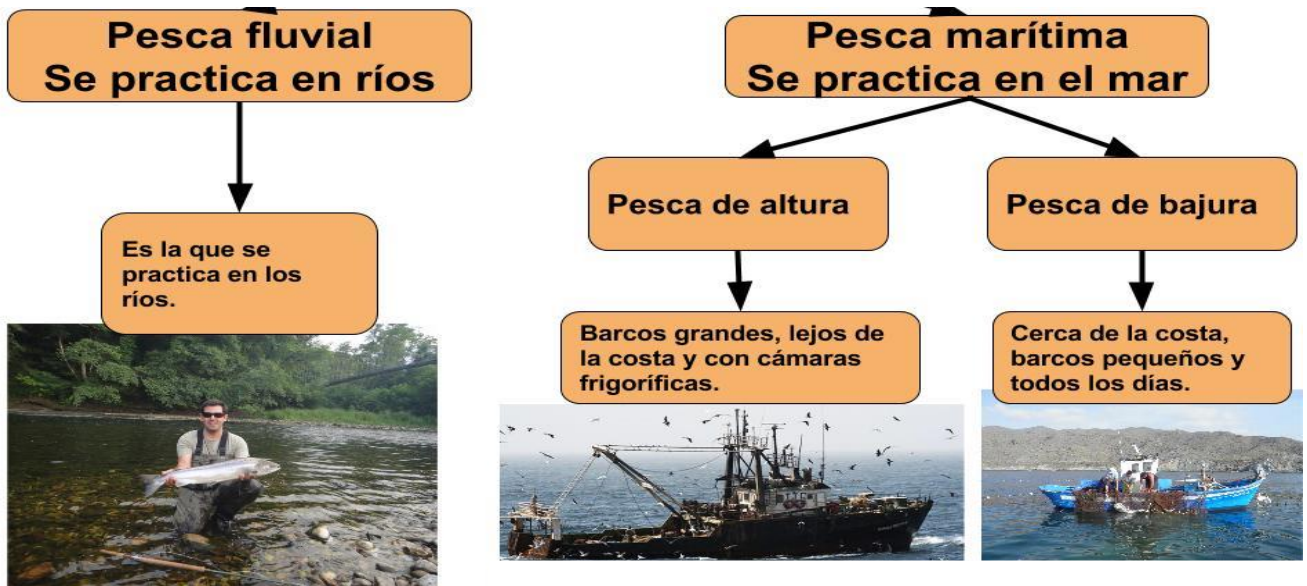 Pesca fluvial
Se practica en ríos
Es la que se
practica en los
ríos.
Pesca marítima
Se practica en el mar
Pesca de altura
Barcos grandes, lejos de
la costa y con cámaras
frigoríficas.
Pesca de bajura
Cerca de la costa,
barcos pequeños y
todos los días.